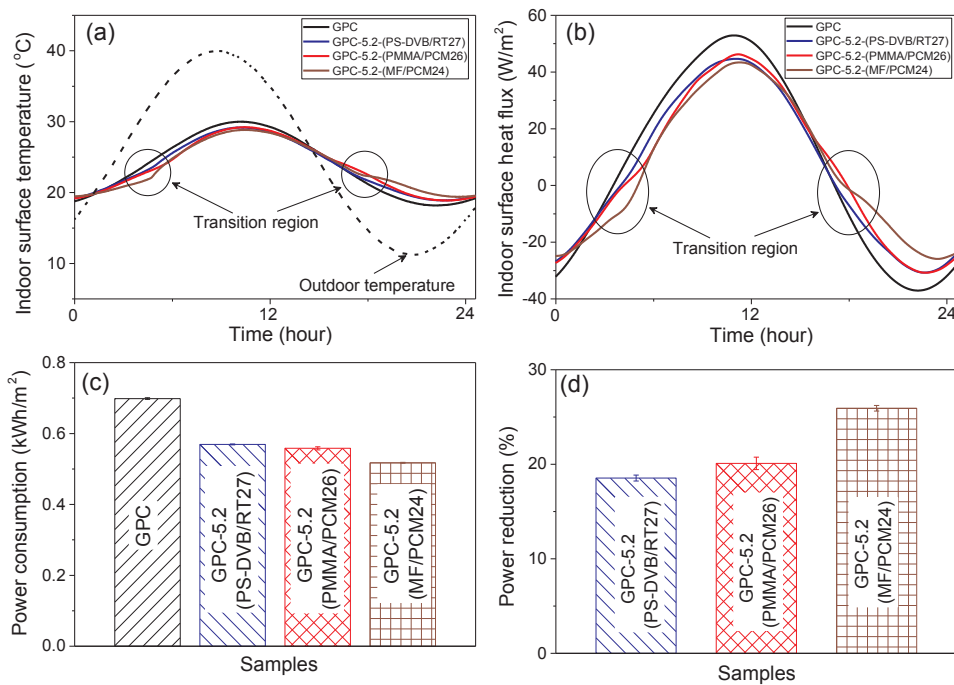 (a)
GPC
GPC-5.2-(PS-DVB/RT27)
GPC-5.2-(PMMA/PCM26)
GPC-5.2-(MF/PCM24)
Indoor surface temperature (°C)
40
30
20
10
Transition region
Outdoor temperature
0
12
24
Time (hour)
(b)
GPC
GPC-5.2-(PS-DVB/RT27)
GPC-5.2-(PMMA/PCM26)
GPC-5.2-(MF/PCM24)
Indoor surface heat flux (W/m²)
60
40
20
0
-20
-40
Transition region
0
12
24
Time (hour)
(c)
Power consumption (kWh/m²)
0.8
0.6
0.4
0.2
0.0
GPC
GPC-5.2
(PS-DVB/RT27)
GPC-5.2
(PMMA/PCM26)
GPC-5.2
(MF/PCM24)
Samples
(d)
Power reduction (%)
30
20
10
0
GPC-5.2
(PS-DVB/RT27)
GPC-5.2
(PMMA/PCM26)
GPC-5.2
(MF/PCM24)
Samples